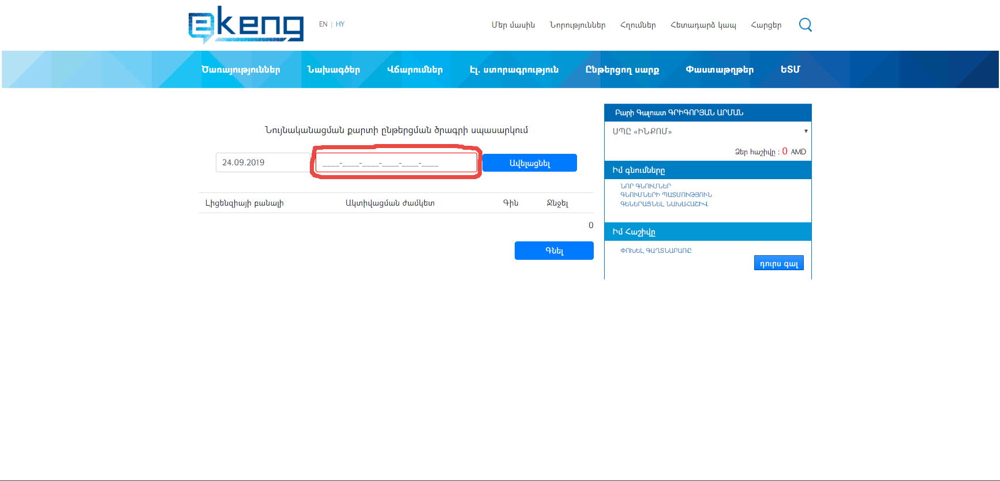 ekeng
EN | HY
Մեր մասին Նորություններ Հղումներ Հետադարձ կապ Հարցեր
Ծառայություններ Նախագծեր Վճարումներ Էլ. ստորագրություն Ընթերցող սարք Փաստաթղթեր ԵՏՄ
Նույնականացման քարտի ընթերցման ծրագրի սպասարկում
24.09.2019 ____-____-____-____-____-____ Ավելացնել
Լիցենզիայի բանալի Ակտիվացման ժամկետ Գին Ջնջել
0
Գնել
Բարի Գալուստ ԳՐԻԳՈՐՅԱՆ ԱՐՄԱՆ
ՍՊԸ «ԻՆՔՈՄ»
Ձեր հաշիվը : 0 AMD
Իմ գնումները
ՆՈՐ ԳՆՈՒՄՆԵՐ
ԳՆՈՒՄՆԵՐԻ ՊԱՏՄՈՒԹՅՈՒՆ
ԳԵՆԵՐԱՑՆԵԼ ՆԱԽԱՀԱՇԻՎ
Իմ Հաշիվը
ՓՈԽԵԼ ԳԱՂՏՆԱԲԱՌԸ
դուրս գալ